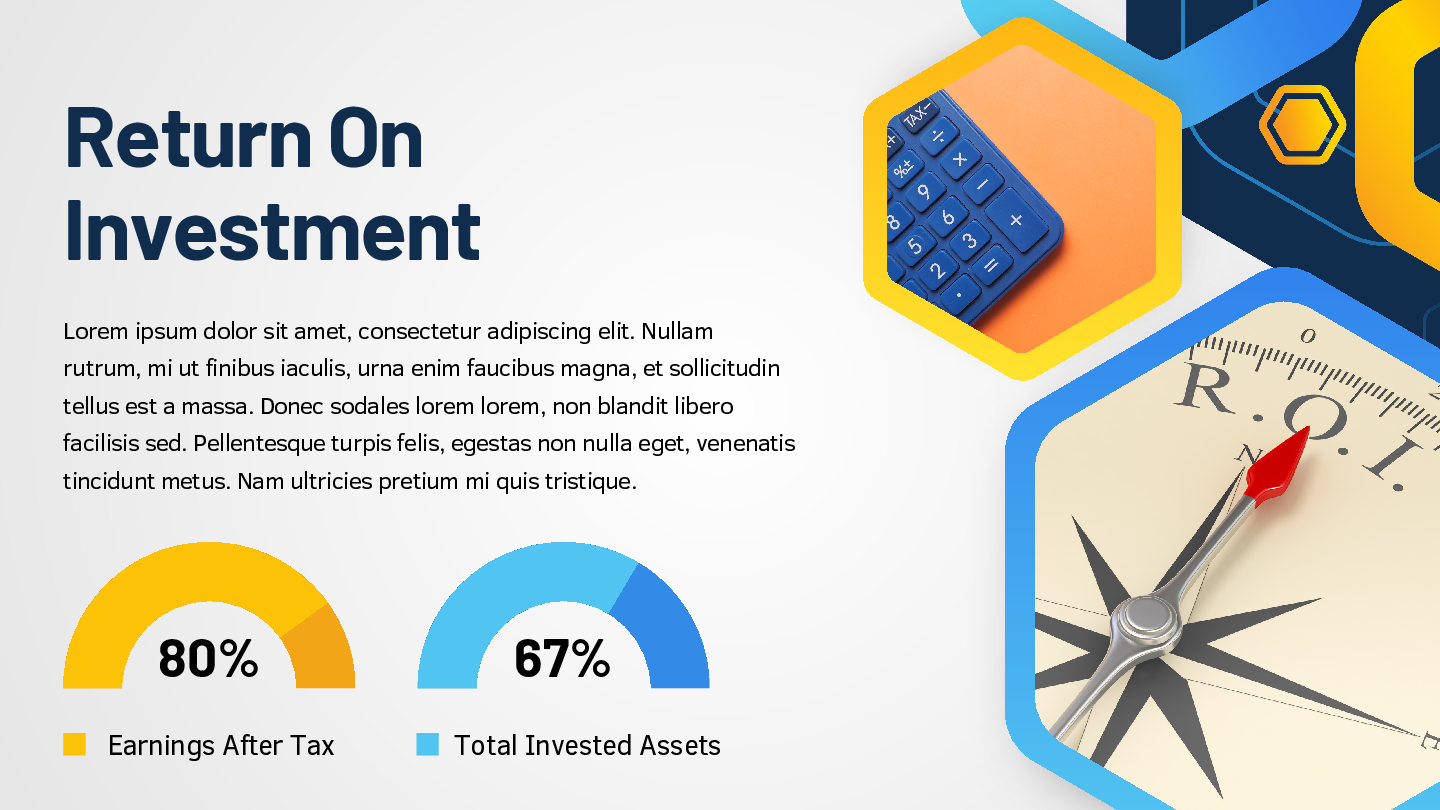 Return On
Investment
Lorem ipsum dolor sit amet, consectetur adipiscing elit. Nullam
rutrum, mi ut finibus iaculis, urna enim faucibus magna, et sollicitudin
tellus est a massa. Donec sodales lorem lorem, non blandit libero
facilisis sed. Pellentesque turpis felis, egestas non nulla eget, venenatis
tincidunt metus. Nam ultricies pretium mi quis tristique.
80%
67%
Earnings After Tax
Total Invested Assets
TAX−
÷
%±
×
9
−
8
6
+
5
3
2
=
.
0
R.O.I.
N
E